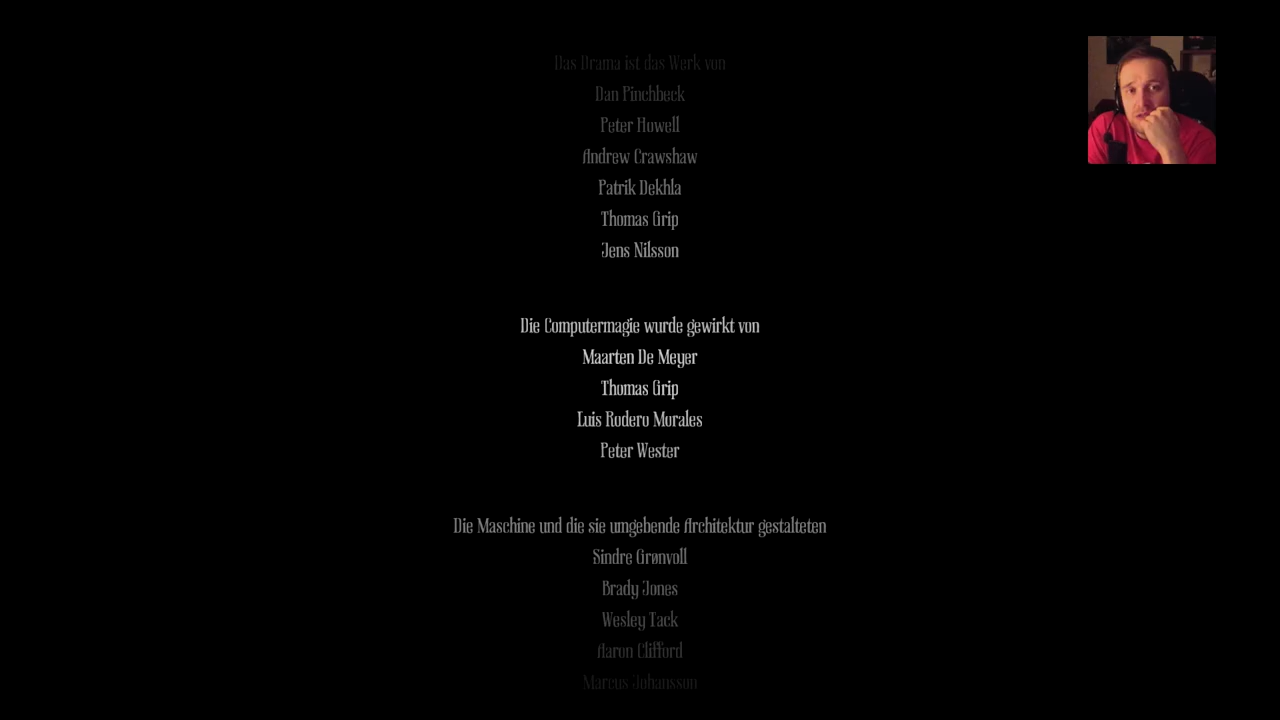 Das Drama ist das Werk von
Dan Pinchbeck
Peter Howell
Andrew Crawshaw
Patrik Dekhla
Thomas Grip
Jens Nilsson
Die Computermagie wurde gewirkt von
Maarten De Meyer
Thomas Grip
Luis Rodero Morales
Peter Wester
Die Maschine und die sie umgebende Architektur gestalteten
Sindre Grønvoll
Brady Jones
Wesley Tack
Aaron Clifford
Marcus Johansson